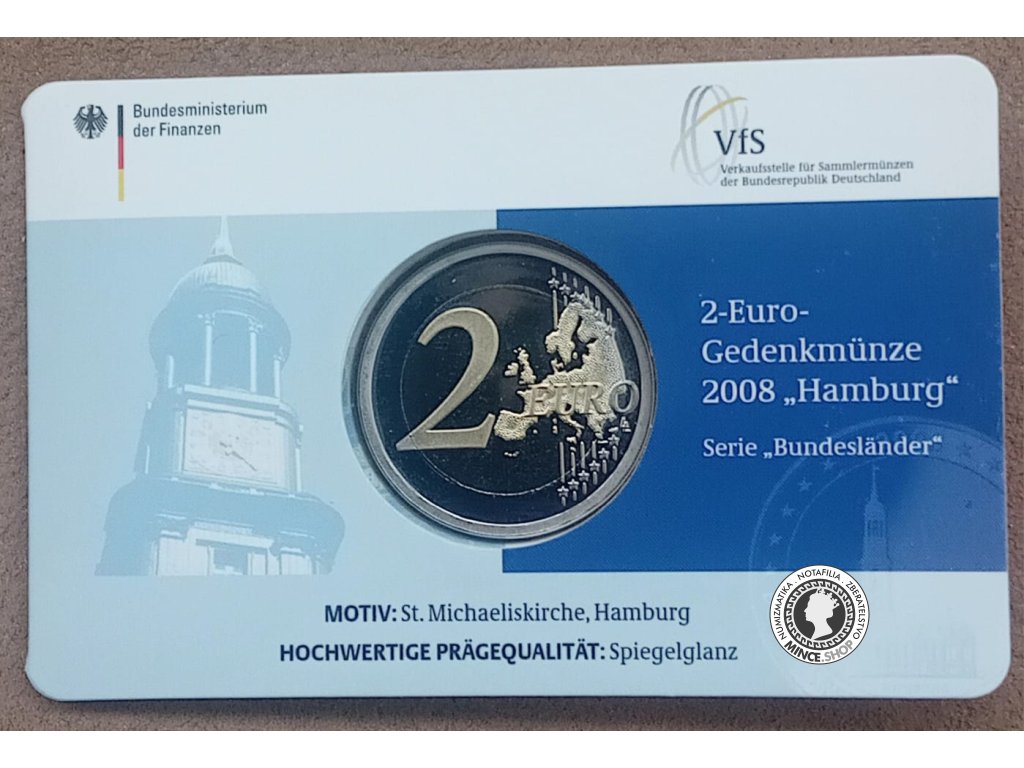 Bundesministerium
der Finanzen
VfS
Verkaufsstelle für Sammlermünzen
der Bundesrepublik Deutschland
2 EURO
2-Euro-
Gedenkmünze
2008 „Hamburg“
Serie „Bundesländer“
MOTIV: St. Michaeliskirche, Hamburg
HOCHWERTIGE PRÄGEQUALITÄT: Spiegelglanz
NUMIZMATIKA . NOTAFILIA . ZBERATEĽSTVO
MINCE.SHOP